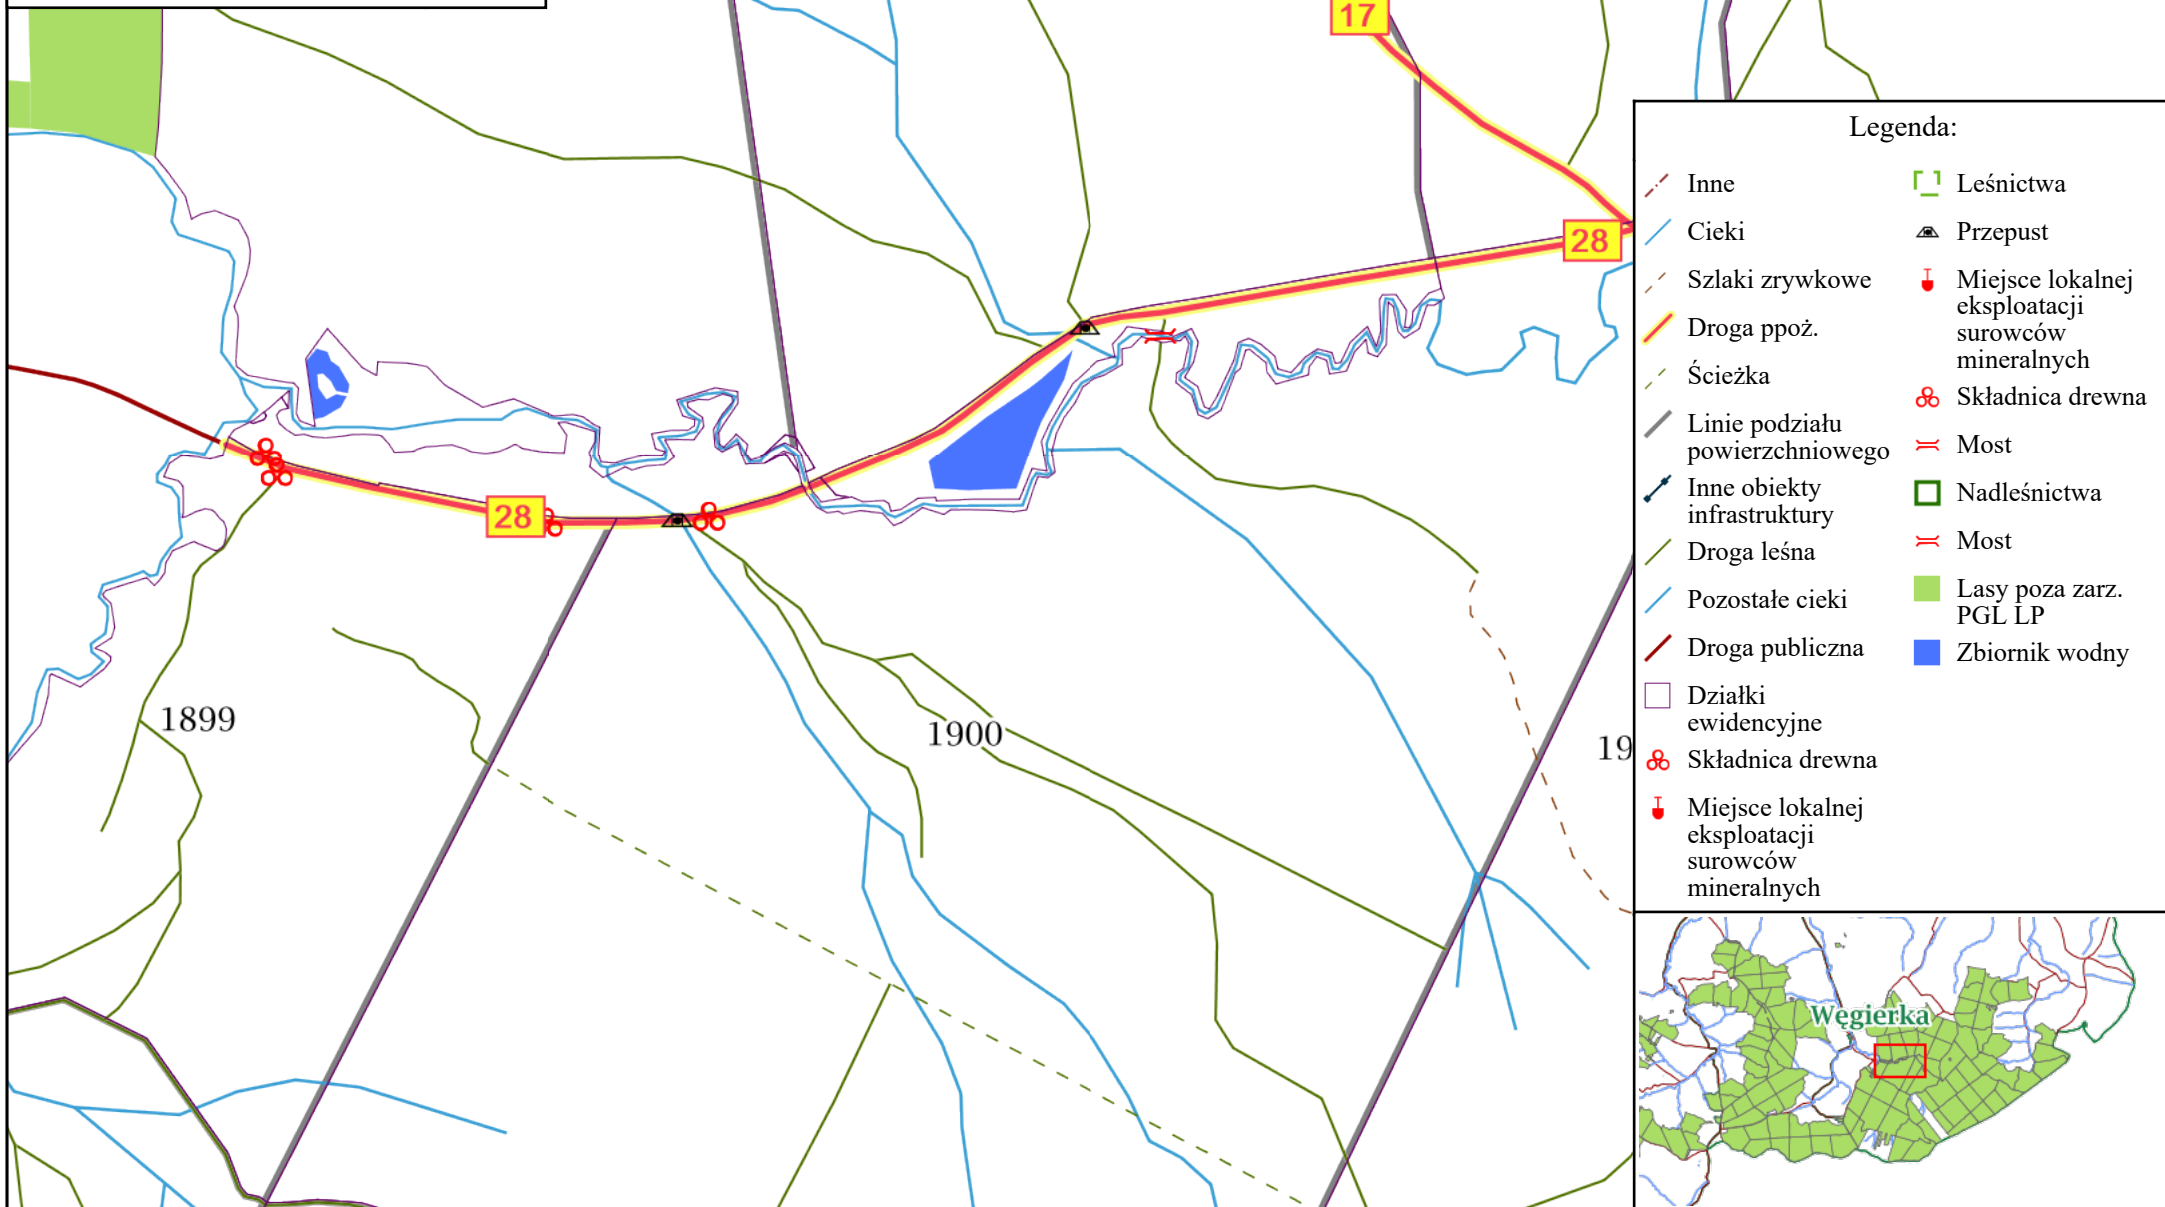 17
28
28
1899
1900
19
Legenda:
Inne
Cieki
Szlaki zrywkowe
Droga ppoż.
Ścieżka
Linie podziału
powierzchniowego
Inne obiekty
infrastruktury
Droga leśna
Pozostałe cieki
Droga publiczna
Działki
ewidencyjne
Składnica drewna
Miejsce lokalnej
eksploatacji
surowców
mineralnych
Leśnictwa
Przepust
Miejsce lokalnej
eksploatacji
surowców
mineralnych
Składnica drewna
Most
Nadleśnictwa
Most
Lasy poza zarz.
PGL LP
Zbiornik wodny
Węgierka